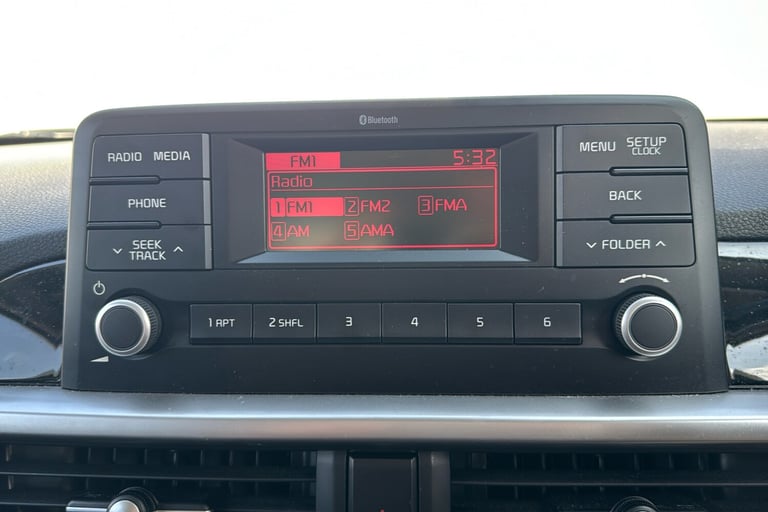 Bluetooth
RADIO MEDIA
PHONE
SEEK
TRACK
FM1 5:32
Radio
1 FM1 2 FM2 3 FMA
4 AM 5 AMA
MENU SETUP
CLOCK
BACK
FOLDER
1 RPT 2 SHFL 3 4 5 6